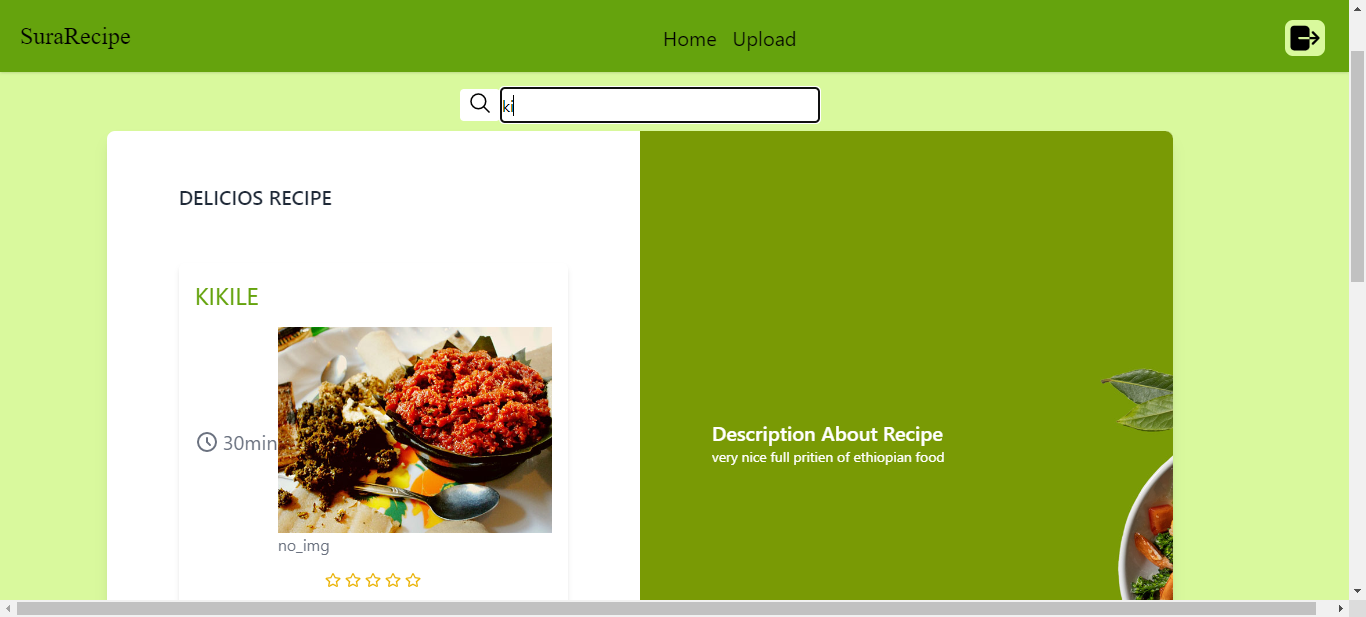 SuraRecipe
Home Upload
ki
DELICIOS RECIPE
KIKILE
30min
no_img
Description About Recipe
very nice full pritien of ethiopian food